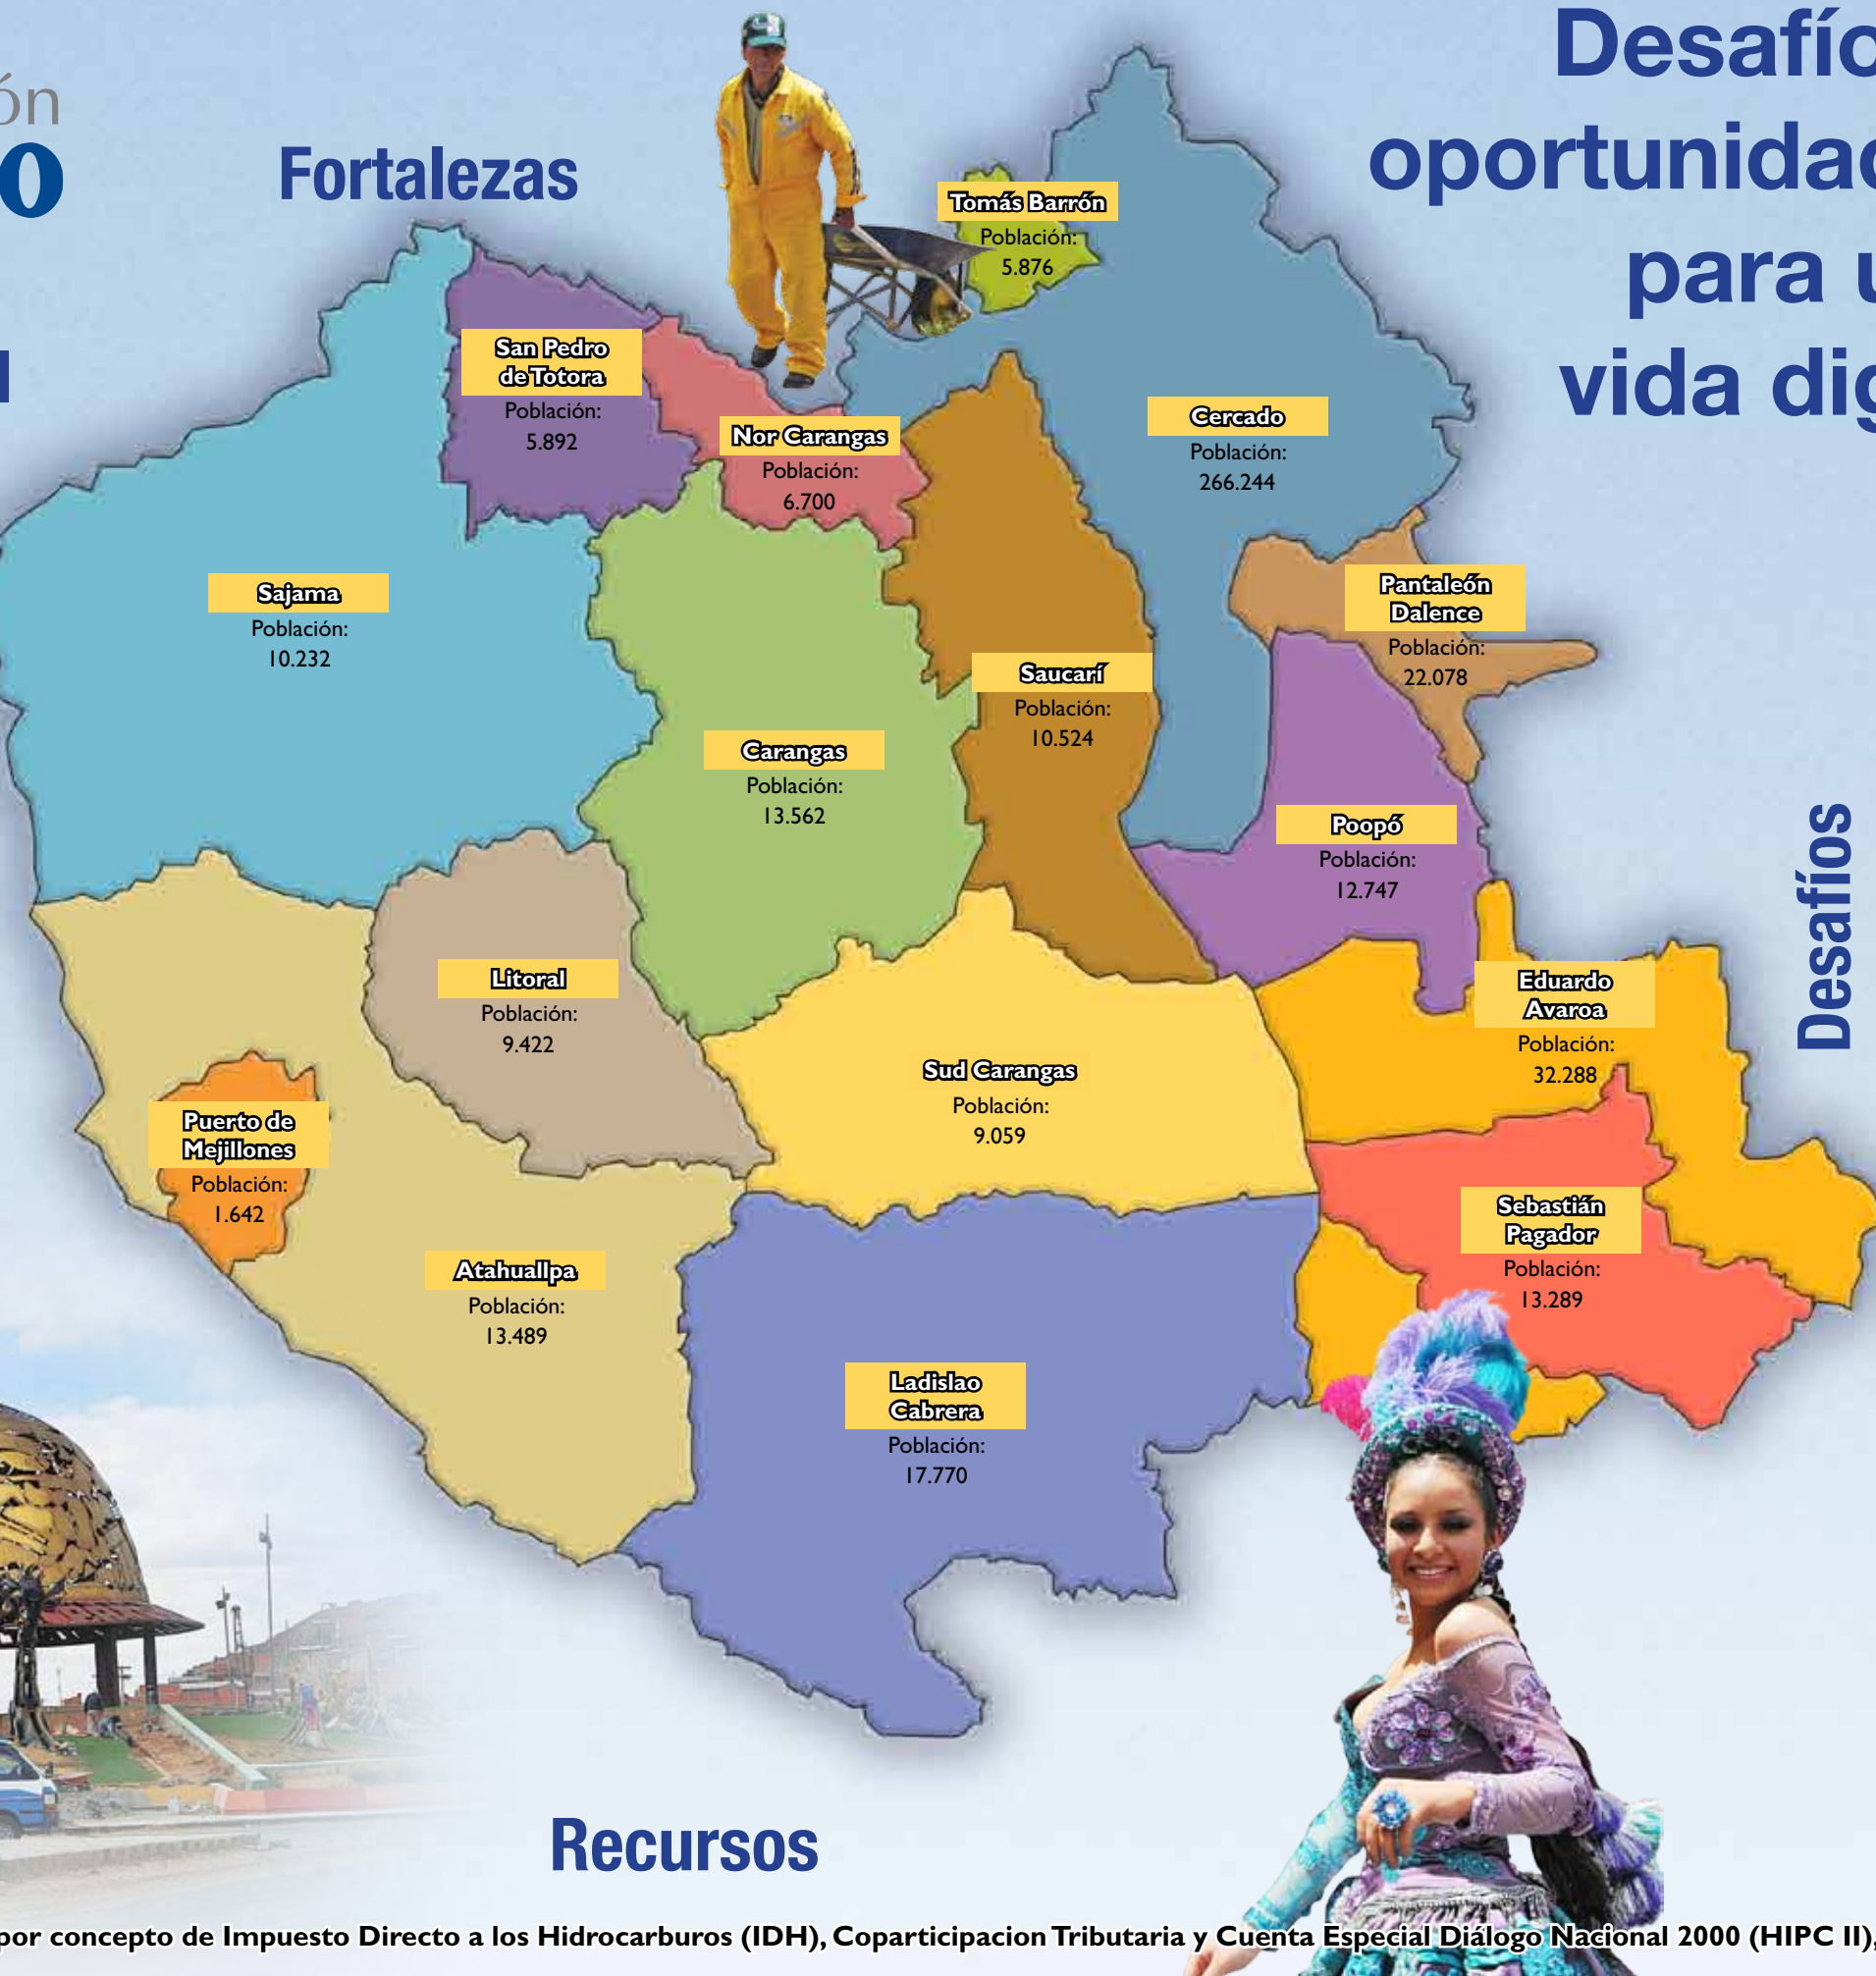 ón
o
Fortalezas
Desafío
oportunidad
para u
vida dig
Tomás Barrón
Población:
5.876
San Pedro
de Totora
Población:
5.892
Nor Carangas
Población:
6.700
Cercado
Población:
266.244
Sajama
Población:
10.232
Pantaleón
Dalence
Población:
22.078
Saucarí
Población:
10.524
Carangas
Población:
13.562
Poopó
Población:
12.747
Desafíos
Litoral
Población:
9.422
Eduardo
Avaroa
Población:
32.288
Sud Carangas
Población:
9.059
Puerto de
Mejillones
Población:
1.642
Sebastián
Pagador
Población:
13.289
Atahuallpa
Población:
13.489
Ladislao
Cabrera
Población:
17.770
Recursos
por concepto de Impuesto Directo a los Hidrocarburos (IDH), Coparticipacion Tributaria y Cuenta Especial Diálogo Nacional 2000 (HIPC II),